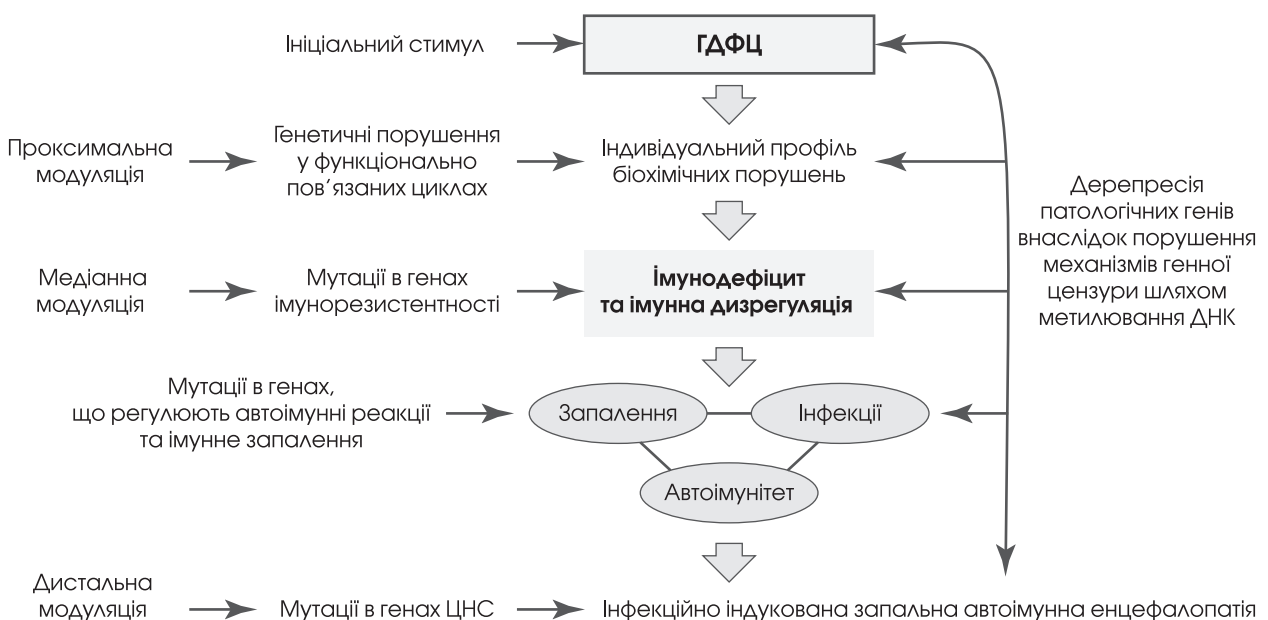 Ініціальний стимул
ГДФЦ
Проксимальна
модуляція
Генетичні порушення
у функціонально
пов’язаних циклах
Індивідуальний профіль
біохімічних порушень
Дерепресія
патологічних генів
внаслідок порушення
механізмів генної
цензури шляхом
метилювання ДНК
Медіанна
модуляція
Мутації в генах
імунорезистентності
Імунодефіцит
та імунна дизрегуляція
Мутації в генах,
що регулюють автоімунні реакції
та імунне запалення
Запалення
Інфекції
Автоімунітет
Дистальна
модуляція
Мутації в генах ЦНС
Інфекційно індукована запальна автоімунна енцефалопатія